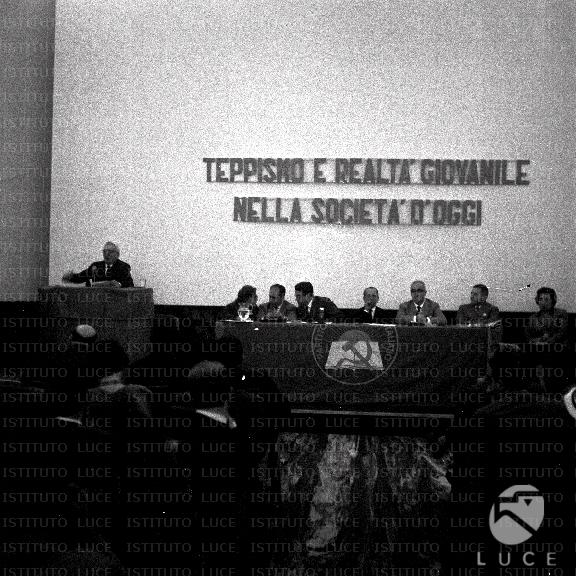 TEPPISMO E REALTA' GIOVANILE
NELLA SOCIETA' D'OGGI
ISTITUTO LUCE
LUCE